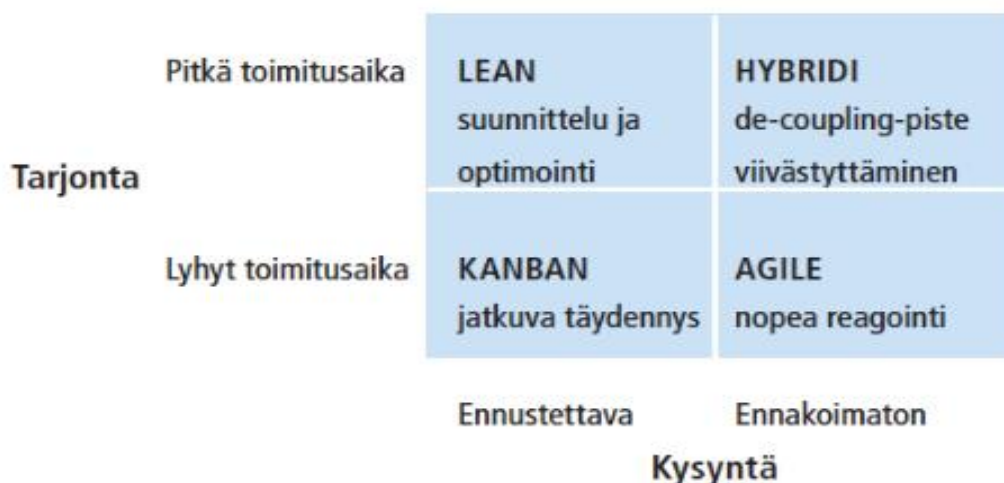 Pitkä toimitusaika
LEAN
suunnittelu ja
optimointi
HYBRIDI
de-coupling-piste
viivästyttäminen
Tarjonta
Lyhyt toimitusaika
KANBAN
jatkuva täydennys
AGILE
nopea reagointi
Ennustettava
Ennakoimaton
Kysyntä